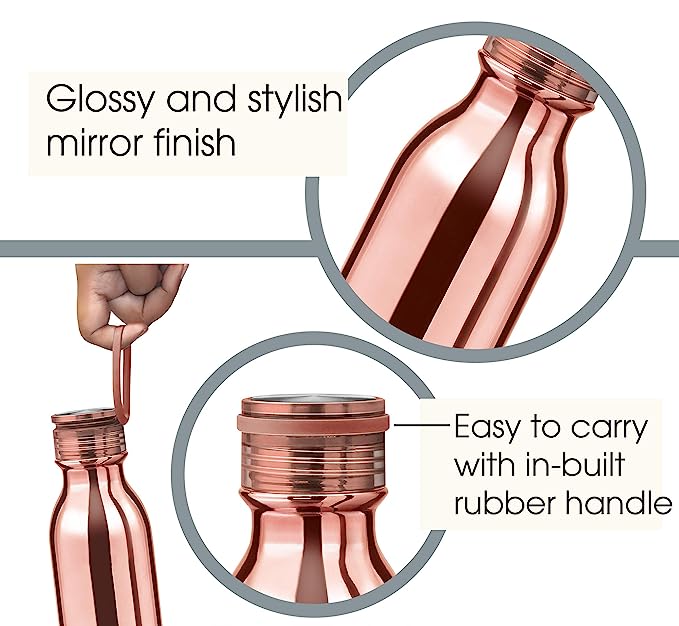 Glossy and stylish
mirror finish
Easy to carry
with in-built
rubber handle